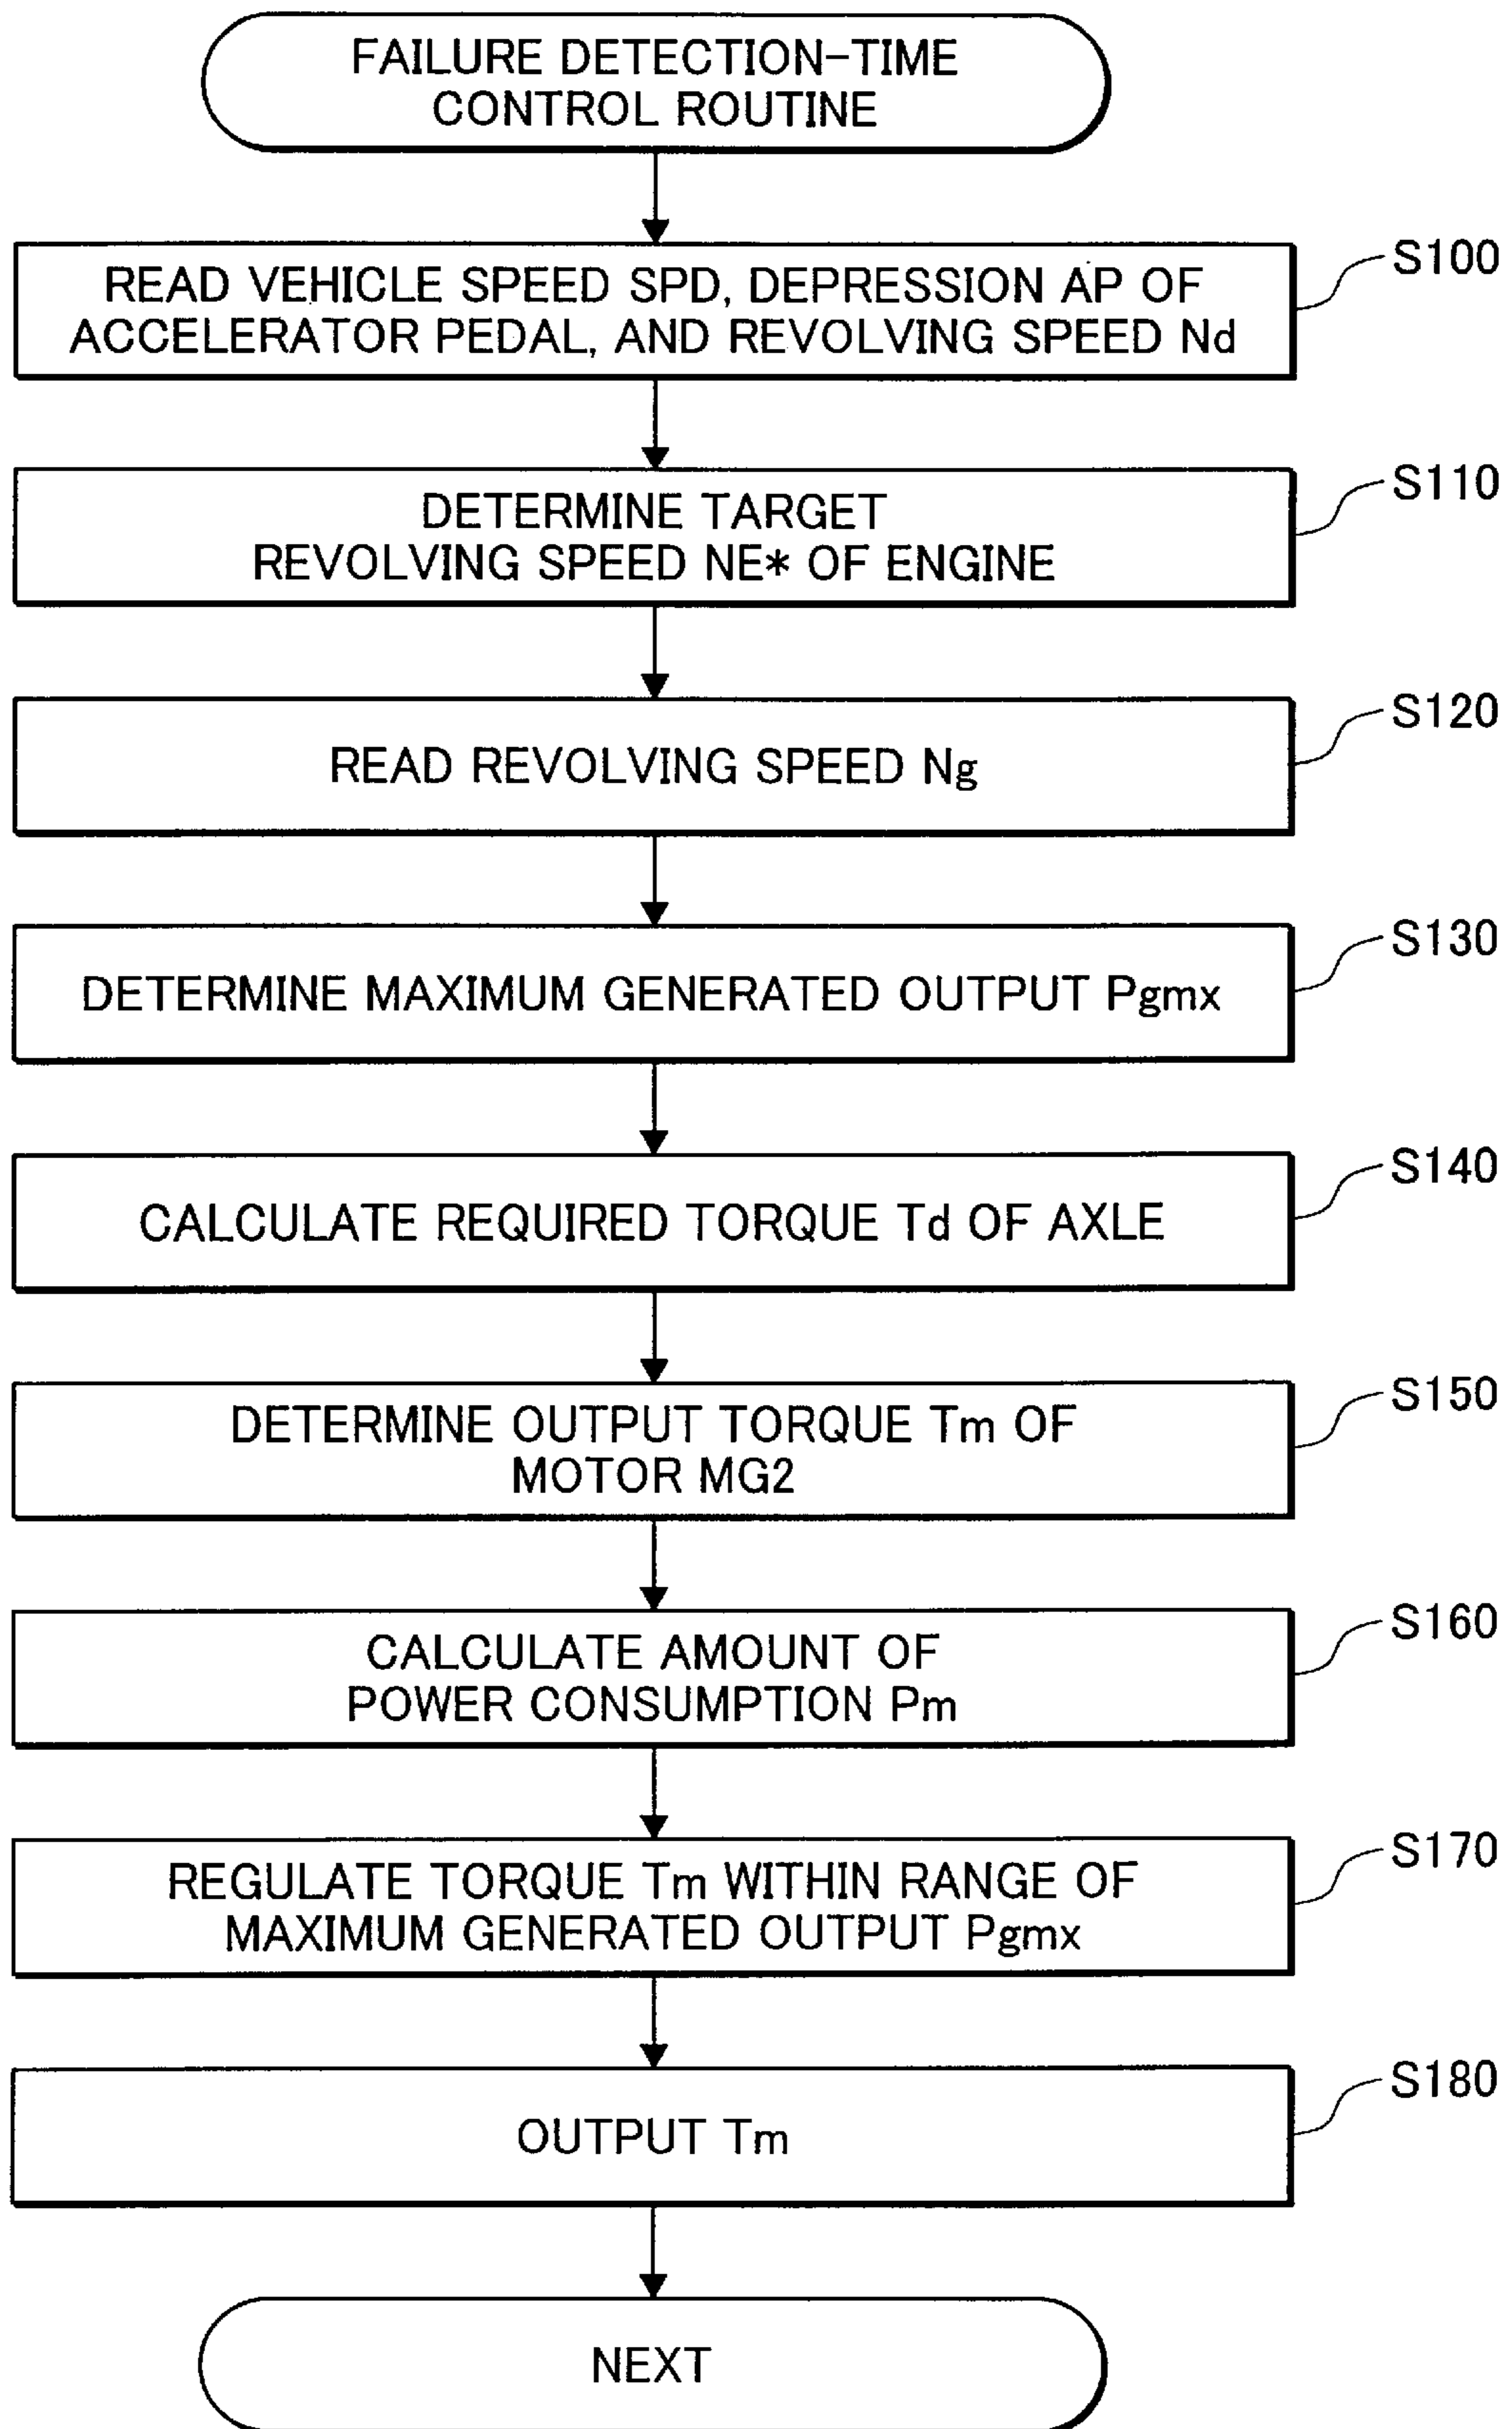 FAILURE DETECTION-TIME
CONTROL ROUTINE
S100
READ VEHICLE SPEED SPD, DEPRESSION AP OF
ACCELERATOR PEDAL, AND REVOLVING SPEED Nd
S110
DETERMINE TARGET
REVOLVING SPEED NE* OF ENGINE
S120
READ REVOLVING SPEED Ng
S130
DETERMINE MAXIMUM GENERATED OUTPUT Pgmx
S140
CALCULATE REQUIRED TORQUE Td OF AXLE
S150
DETERMINE OUTPUT TORQUE Tm OF
MOTOR MG2
S160
CALCULATE AMOUNT OF
POWER CONSUMPTION Pm
S170
REGULATE TORQUE Tm WITHIN RANGE OF
MAXIMUM GENERATED OUTPUT Pgmx
S180
OUTPUT Tm
NEXT